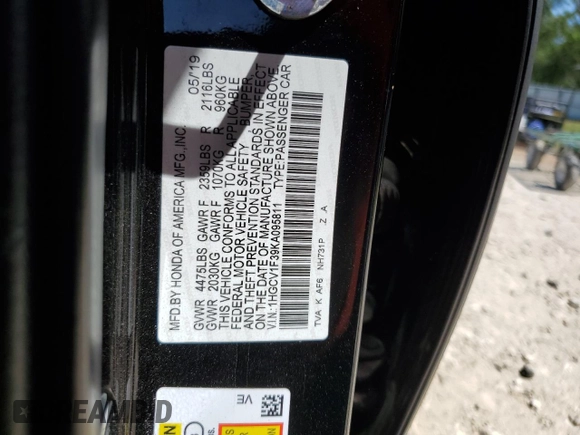 MFD.BY HONDA OF AMERICA MFG.,INC. 05/'19
GVWR 4475LBS GAWR F 2359LBS R 2116LBS
GVWR 2030KG GAWR F 1070KG R 960KG
THIS VEHICLE CONFORMS TO ALL APPLICABLE
FEDERAL MOTOR VEHICLE SAFETY BUMPER,
AND THEFT PREVENTION STANDARDS IN EFFECT
ON THE DATE OF MANUFACTURE SHOWN ABOVE.
V.I.N.:1HGCV1F39KA095811 TYPE:PASSENGER CAR
TVA K AF6 NH731P .Z .A
VE